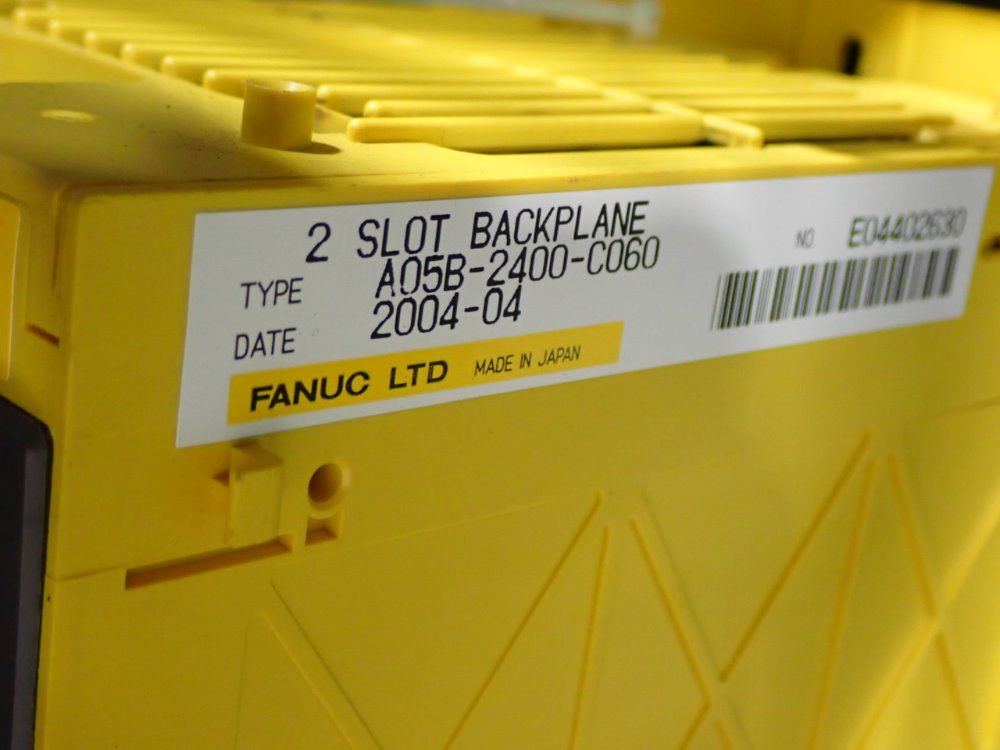 2 SLOT BACKPLANE
TYPE A05B-2400-C060
DATE 2004-04
FANUC LTD MADE IN JAPAN
NO. E04402630